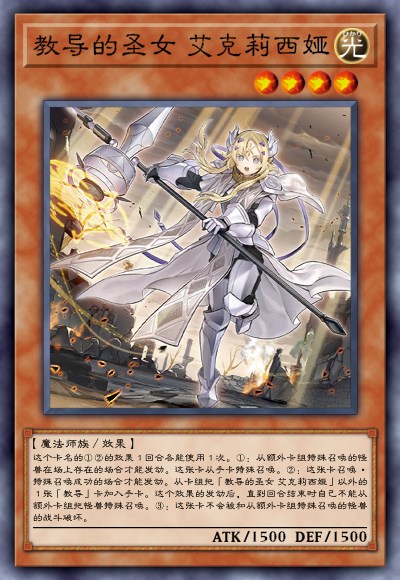 教导的圣女 艾克莉西娅
光
【魔法师族／效果】
这个卡名的①②的效果1回合各能使用1次。①：从额外卡组特殊召唤的怪
兽在场上存在的场合才能发动。这张卡从手卡特殊召唤。②：这张卡召唤·
特殊召唤成功的场合才能发动。从卡组把「教导的圣女 艾克莉西娅」以外的
1张「教导」卡加入手卡。这个效果的发动后，直到回合结束时自己不能从
额外卡组把怪兽特殊召唤。③：这张卡不会被和从额外卡组特殊召唤的怪兽
的战斗破坏。
ATK/1500 DEF/1500